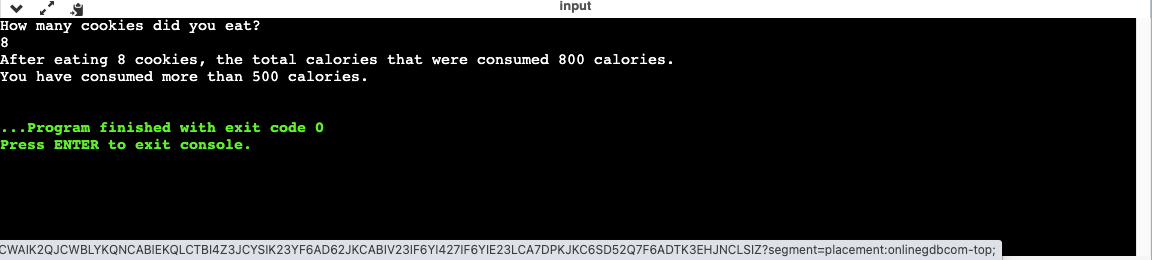 input
How many cookies did you eat?
8
After eating 8 cookies, the total calories that were consumed 800 calories.
You have consumed more than 500 calories.
...Program finished with exit code 0
Press ENTER to exit console.
CWAIK2QJCWBLYKQNCABIEKQLCTBI4Z3JCYSIK23YF6AD62JKCABIV23IF6YI427IF6YIE23LCA7DPKJKC6SD52Q7F6ADTK3EHJNCLSIZ?segment=placement:onlinegdbcom-top;